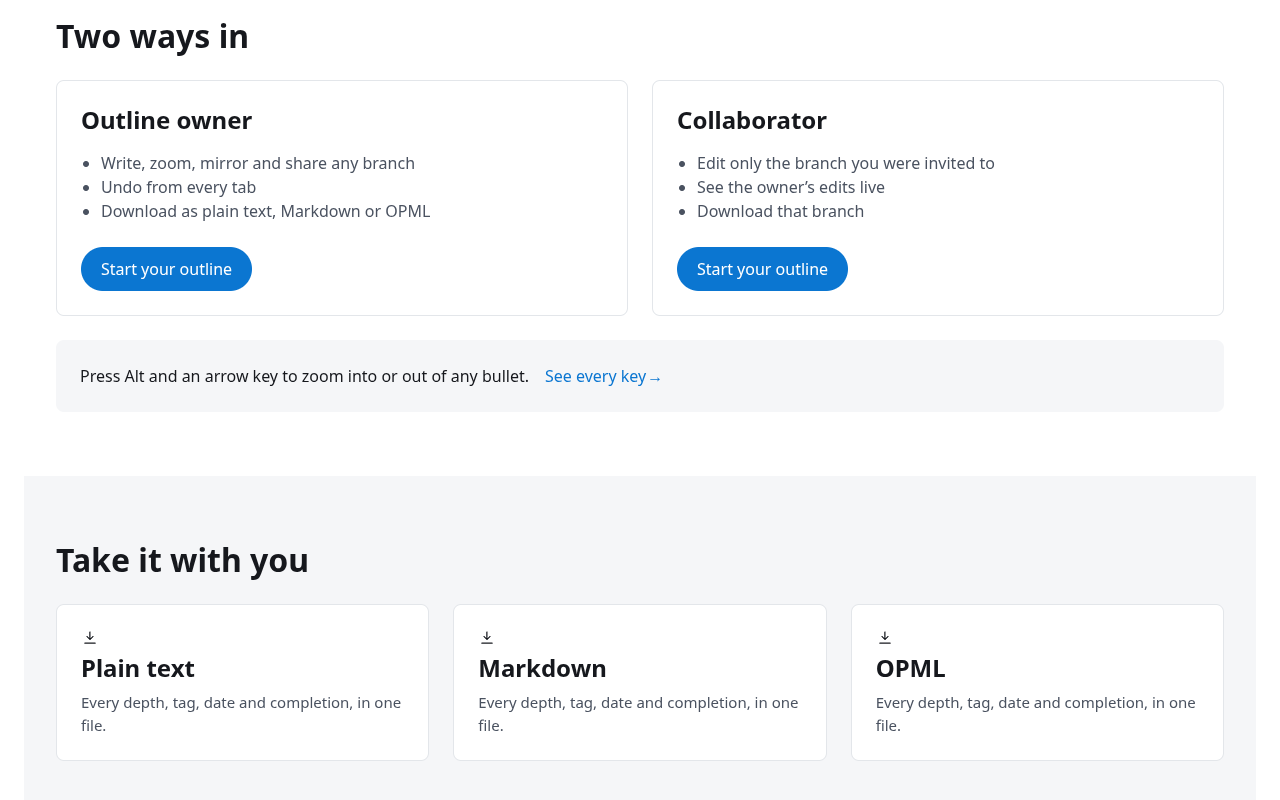 Two ways in
Outline owner
• Write, zoom, mirror and share any branch
• Undo from every tab
• Download as plain text, Markdown or OPML
Start your outline
Collaborator
• Edit only the branch you were invited to
• See the owner’s edits live
• Download that branch
Start your outline
Press Alt and an arrow key to zoom into or out of any bullet. See every key→
Take it with you
Plain text
Every depth, tag, date and completion, in one
file.
Markdown
Every depth, tag, date and completion, in one
file.
OPML
Every depth, tag, date and completion, in one
file.